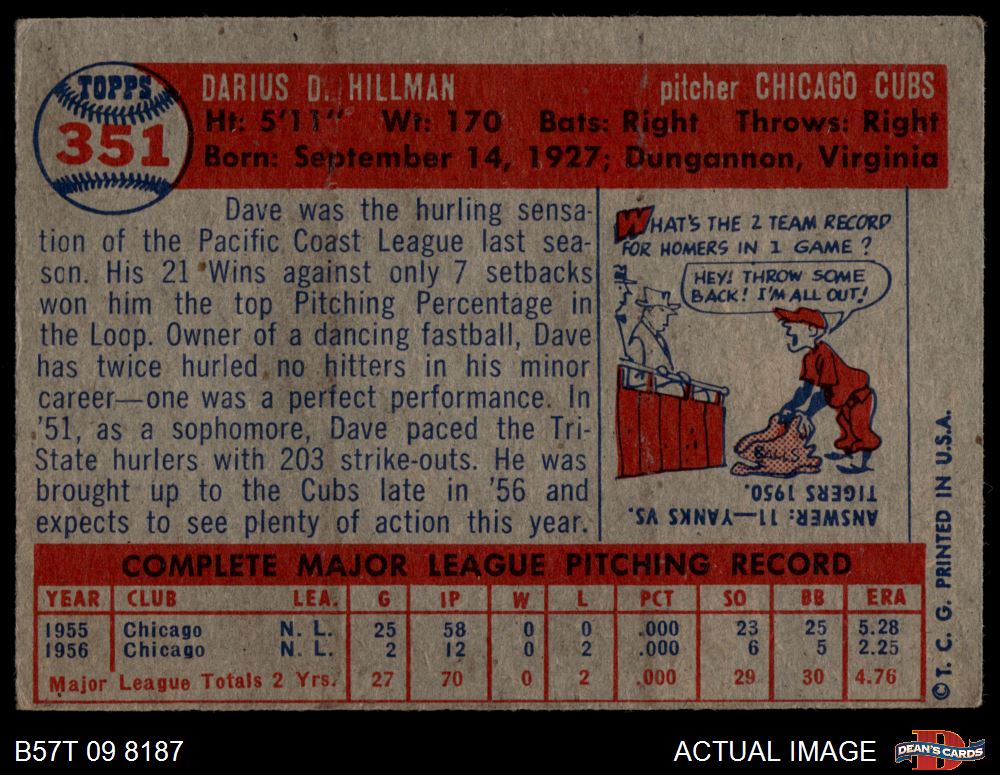 TOPPS
351
DARIUS D. HILLMAN pitcher CHICAGO CUBS
Ht: 5'11" Wt: 170 Bats: Right Throws: Right
Born: September 14, 1927; Dungannon, Virginia
Dave was the hurling sensa-
tion of the Pacific Coast League last sea-
son. His 21 Wins against only 7 setbacks
won him the top Pitching Percentage in
the Loop. Owner of a dancing fastball, Dave
has twice hurled no hitters in his minor
career—one was a perfect performance. In
'51, as a sophomore, Dave paced the Tri-
State hurlers with 203 strike-outs. He was
brought up to the Cubs late in '56 and
expects to see plenty of action this year.
WHAT'S THE 2 TEAM RECORD
FOR HOMERS IN 1 GAME?
HEY! THROW SOME
BACK! I'M ALL OUT!
BALLS
ANSWER: 11—YANKS VS.
TIGERS 1950.
COMPLETE MAJOR LEAGUE PITCHING RECORD
YEAR CLUB LEA. G IP W L PCT SO BB ERA
1955 Chicago N. L. 25 58 0 0 .000 23 25 5.28
1956 Chicago N. L. 2 12 0 2 .000 6 5 2.25
Major League Totals 2 Yrs. 27 70 0 2 .000 29 30 4.76
© T. C. G. PRINTED IN U.S.A.
B57T 09 8187 ACTUAL IMAGE
D
DEAN'S CARDS